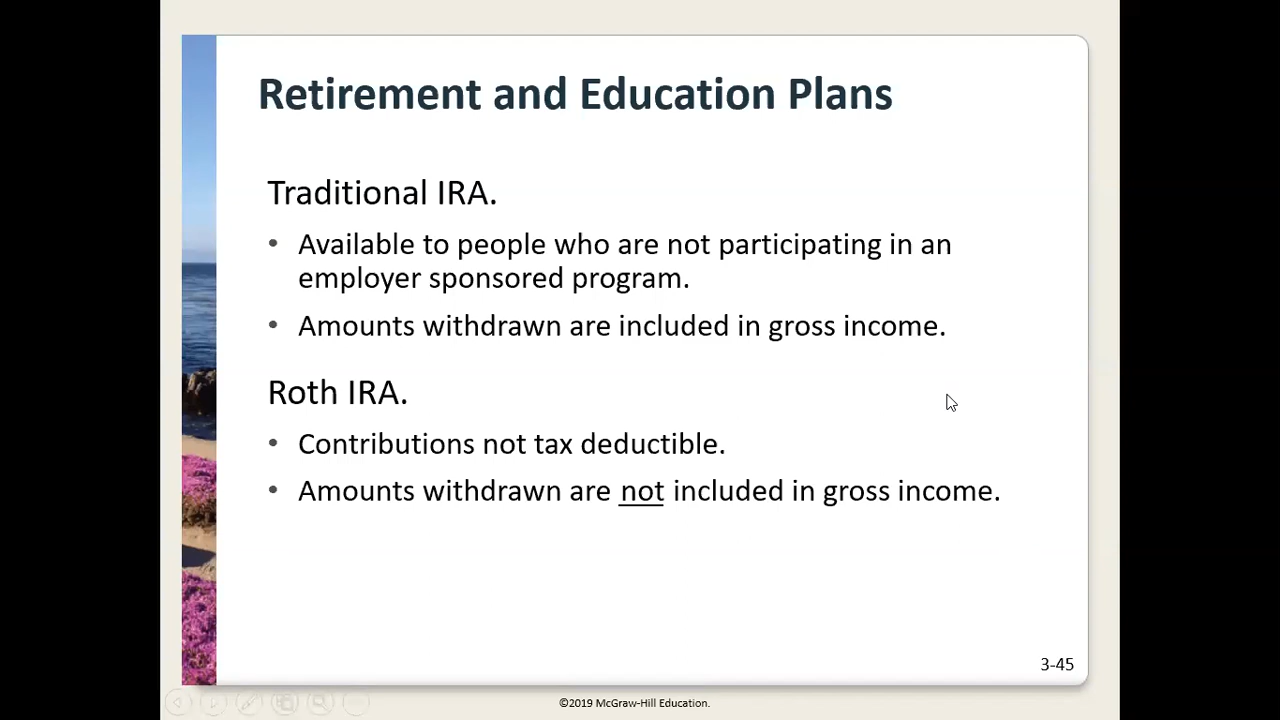 Retirement and Education Plans
Traditional IRA.
• Available to people who are not participating in an
employer sponsored program.
• Amounts withdrawn are included in gross income.
Roth IRA.
• Contributions not tax deductible.
• Amounts withdrawn are not included in gross income.
3-45
©2019 McGraw-Hill Education.